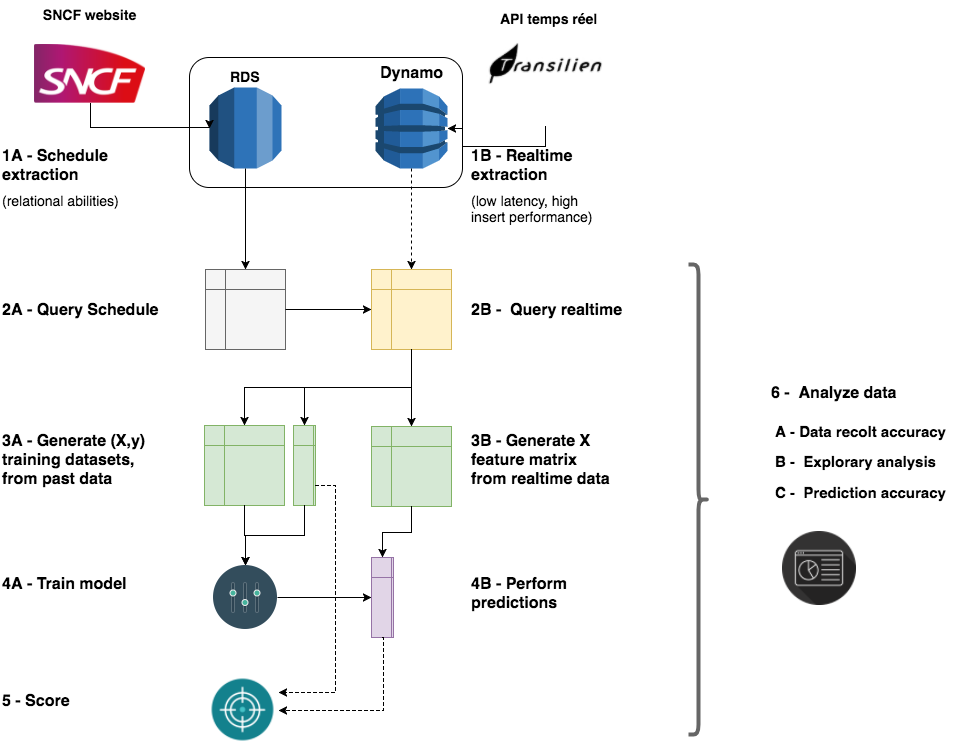 SNCF website
API temps réel
SNCF
Transilien
RDS
Dynamo
1A - Schedule
extraction
(relational abilities)
1B - Realtime
extraction
(low latency, high
insert performance)
2A - Query Schedule
2B -  Query realtime
3A - Generate (X,y)
training datasets,
from past data
3B - Generate X
feature matrix
from realtime data
4A - Train model
4B - Perform
predictions
5 - Score
6 -  Analyze data
A - Data recolt accuracy
B -  Explorary analysis
C -  Prediction accuracy